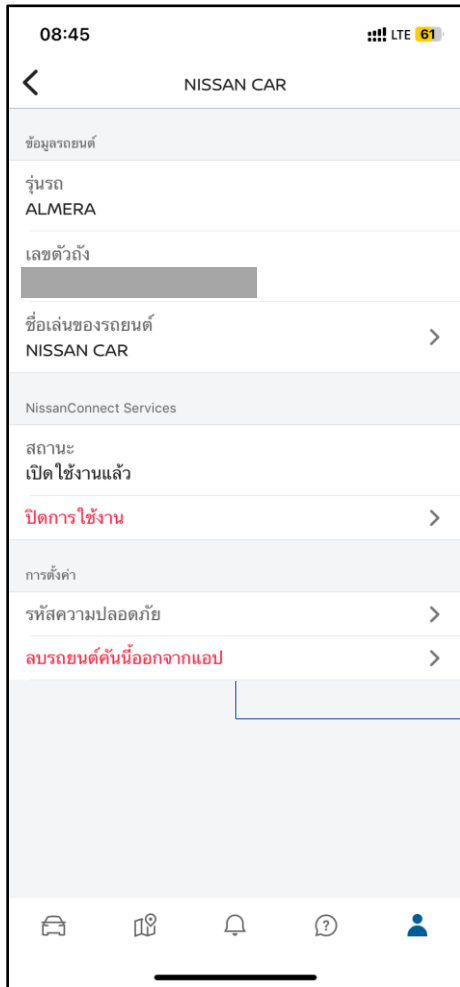 08:45
LTE 61
NISSAN CAR
ข้อมูลรถยนต์
รุ่นรถ
ALMERA
เลขตัวถัง
ชื่อเล่นของรถยนต์
NISSAN CAR
NissanConnect Services
สถานะ
เปิดใช้งานแล้ว
ปิดการใช้งาน
การตั้งค่า
รหัสความปลอดภัย
ลบรถยนต์คันนี้ออกจากแอป